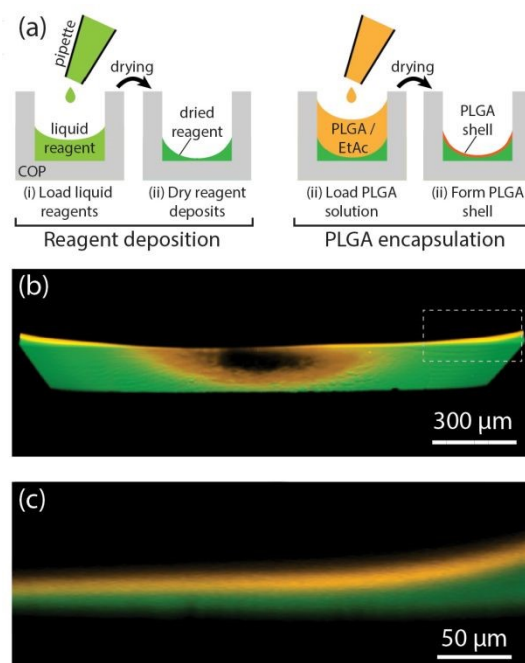 (a)
pipette
drying
liquid
reagent
dried
reagent
COP
(i) Load liquid
reagents
(ii) Dry reagent
deposits
Reagent deposition
drying
PLGA /
EtAc
PLGA
shell
(ii) Load PLGA
solution
(ii) Form PLGA
shell
PLGA encapsulation
(b)
300 μm
(c)
50 μm